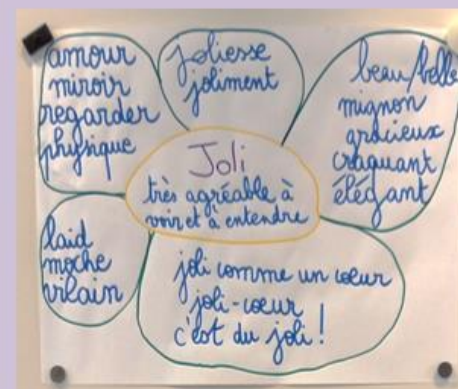 amour
miroir
regarder
physique
joliesse
joliment
beau/belle
mignon
gracieux
craquant
élégant
Joli
très agréable à
voir et à entendre
laid
moche
vilain
joli comme un cœur
joli-cœur
c'est du joli !